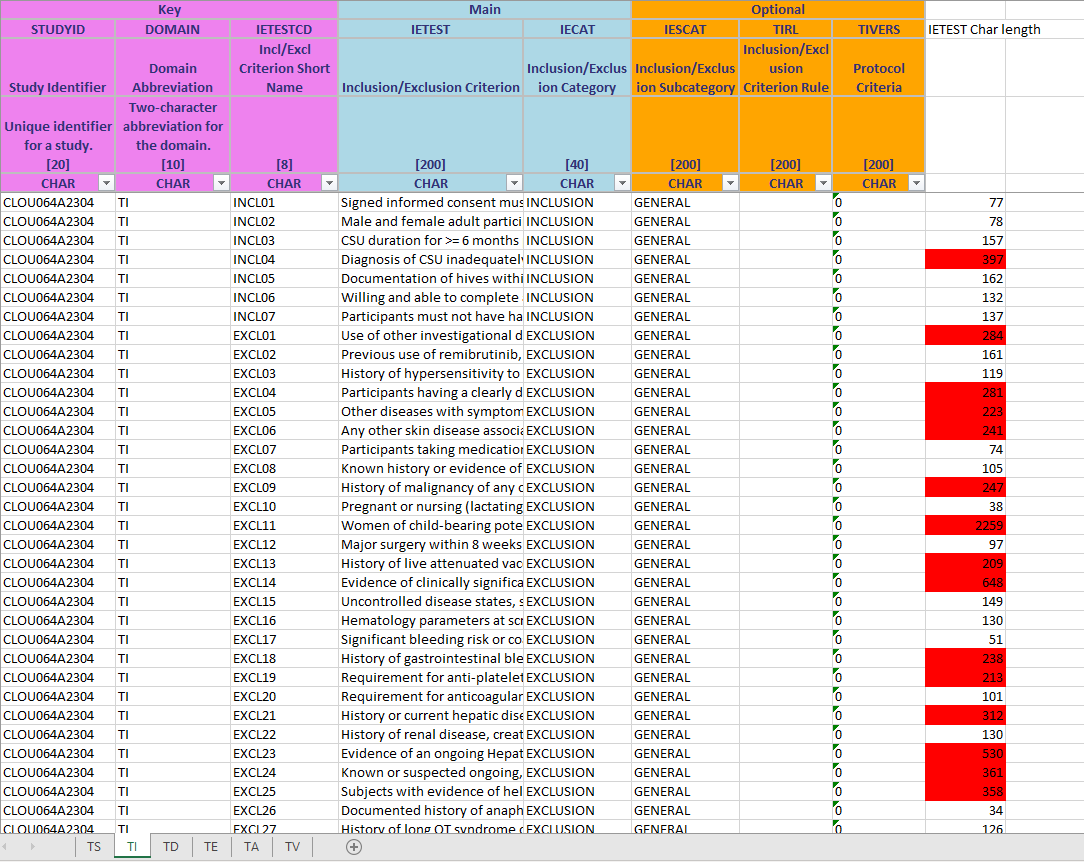 Key Main Optional
STUDYID DOMAIN IETESTCD IETEST IECAT IESCAT TIRL TIVERS IETEST Char length
Study Identifier Domain Abbreviation Incl/Excl Criterion Short Name Inclusion/Exclusion Criterion Inclusion/Exclus ion Category Inclusion/Exclus ion Subcategory Inclusion/Excl usion Criterion Rule Protocol Criteria
Unique identifier for a study. [20] Two-character abbreviation for the domain. [10] [8] [200] [40] [200] [200] [200]
CHAR CHAR CHAR CHAR CHAR CHAR CHAR CHAR
CLOU064A2304 TI INCL01 Signed informed consent mus INCLUSION GENERAL 0 77
CLOU064A2304 TI INCL02 Male and female adult partici INCLUSION GENERAL 0 78
CLOU064A2304 TI INCL03 CSU duration for >= 6 months INCLUSION GENERAL 0 157
CLOU064A2304 TI INCL04 Diagnosis of CSU inadequatel INCLUSION GENERAL 0 397
CLOU064A2304 TI INCL05 Documentation of hives withi INCLUSION GENERAL 0 162
CLOU064A2304 TI INCL06 Willing and able to complete INCLUSION GENERAL 0 132
CLOU064A2304 TI INCL07 Participants must not have ha INCLUSION GENERAL 0 137
CLOU064A2304 TI EXCL01 Use of other investigational d EXCLUSION GENERAL 0 284
CLOU064A2304 TI EXCL02 Previous use of remibrutinib, EXCLUSION GENERAL 0 161
CLOU064A2304 TI EXCL03 History of hypersensitivity to EXCLUSION GENERAL 0 119
CLOU064A2304 TI EXCL04 Participants having a clearly d EXCLUSION GENERAL 0 281
CLOU064A2304 TI EXCL05 Other diseases with symptom EXCLUSION GENERAL 0 223
CLOU064A2304 TI EXCL06 Any other skin disease associa EXCLUSION GENERAL 0 241
CLOU064A2304 TI EXCL07 Participants taking medication EXCLUSION GENERAL 0 74
CLOU064A2304 TI EXCL08 Known history or evidence of EXCLUSION GENERAL 0 105
CLOU064A2304 TI EXCL09 History of malignancy of any o EXCLUSION GENERAL 0 247
CLOU064A2304 TI EXCL10 Pregnant or nursing (lactating EXCLUSION GENERAL 0 38
CLOU064A2304 TI EXCL11 Women of child-bearing pote EXCLUSION GENERAL 0 2259
CLOU064A2304 TI EXCL12 Major surgery within 8 weeks EXCLUSION GENERAL 0 97
CLOU064A2304 TI EXCL13 History of live attenuated vac EXCLUSION GENERAL 0 209
CLOU064A2304 TI EXCL14 Evidence of clinically significa EXCLUSION GENERAL 0 648
CLOU064A2304 TI EXCL15 Uncontrolled disease states, s EXCLUSION GENERAL 0 149
CLOU064A2304 TI EXCL16 Hematology parameters at scr EXCLUSION GENERAL 0 130
CLOU064A2304 TI EXCL17 Significant bleeding risk or co EXCLUSION GENERAL 0 51
CLOU064A2304 TI EXCL18 History of gastrointestinal ble EXCLUSION GENERAL 0 238
CLOU064A2304 TI EXCL19 Requirement for anti-platelet EXCLUSION GENERAL 0 213
CLOU064A2304 TI EXCL20 Requirement for anticoagular EXCLUSION GENERAL 0 101
CLOU064A2304 TI EXCL21 History or current hepatic dise EXCLUSION GENERAL 0 312
CLOU064A2304 TI EXCL22 History of renal disease, creat EXCLUSION GENERAL 0 130
CLOU064A2304 TI EXCL23 Evidence of an ongoing Hepat EXCLUSION GENERAL 0 530
CLOU064A2304 TI EXCL24 Known or suspected ongoing, EXCLUSION GENERAL 0 361
CLOU064A2304 TI EXCL25 Subjects with evidence of hel EXCLUSION GENERAL 0 358
CLOU064A2304 TI EXCL26 Documented history of anaph EXCLUSION GENERAL 0 34
CLOU064A2304 TI EXCL27 History of long QT syndrome o EXCLUSION GENERAL 0 126
TS TI TD TE TA TV